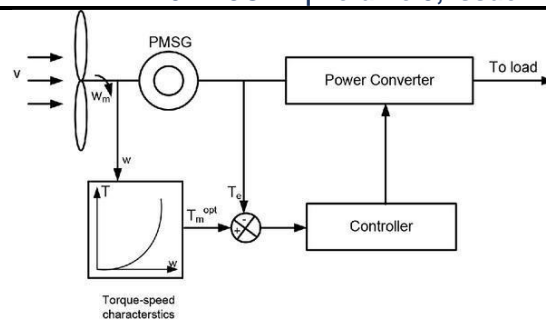 PMSG
v
w_m
Power Converter
To load
w
T_e
T
T_m^opt
-
+
w
Controller
Torque-speed
characterstics